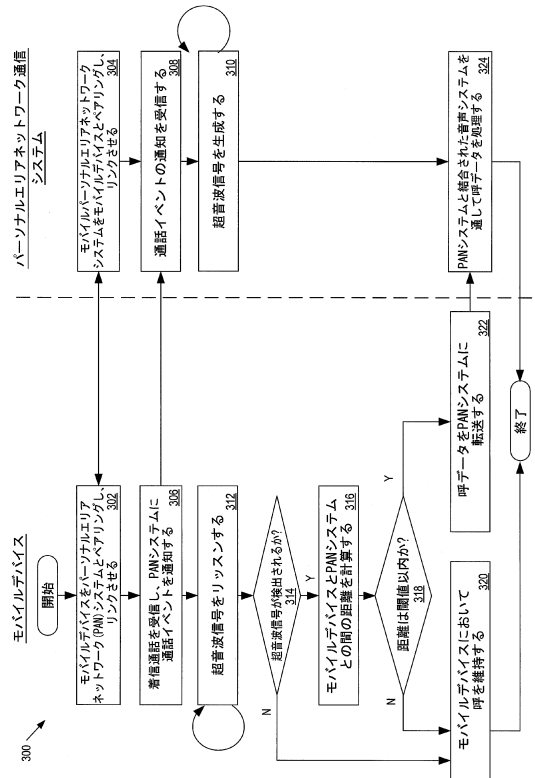 300
モバイルデバイス
開始
モバイルデバイスをパーソナルエリア
ネットワーク(PAN)システムとペアリングし、
リンクさせる
302
着信通話を受信し、PANシステムに
通話イベントを通知する
306
超音波信号をリッスンする
312
超音波信号が検出されるか?
314
N
Y
モバイルデバイスとPANシステム
との間の距離を計算する
316
距離は閾値以内か?
318
N
Y
モバイルデバイスにおいて
呼を維持する
320
呼データをPANシステムに
転送する
322
終了
パーソナルエリアネットワーク通信
システム
モバイルパーソナルエリアネットワーク
システムをモバイルデバイスとペアリングし、
リンクさせる
304
通話イベントの通知を受信する
308
超音波信号を生成する
310
PANシステムと結合された音声システムを
通して呼データを処理する
324